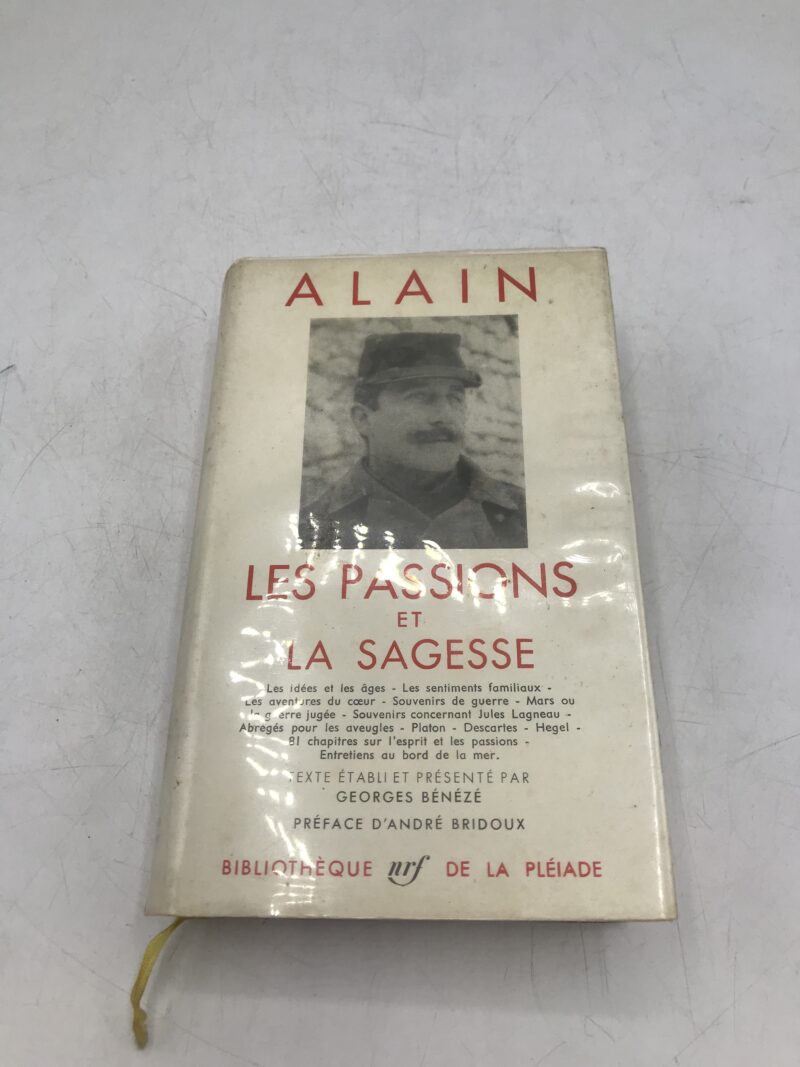 ALAIN
LES PASSIONS
ET
LA SAGESSE
Les idées et les âges - Les sentiments familiaux -
Les aventures du cœur - Souvenirs de guerre - Mars ou
la guerre jugée - Souvenirs concernant Jules Lagneau -
Abrégés pour les aveugles - Platon - Descartes - Hegel -
81 chapitres sur l'esprit et les passions -
Entretiens au bord de la mer.
TEXTE ÉTABLI ET PRÉSENTÉ PAR
GEORGES BÉNÉZÉ
PRÉFACE D'ANDRÉ BRIDOUX
BIBLIOTHÈQUE nrf DE LA PLÉIADE